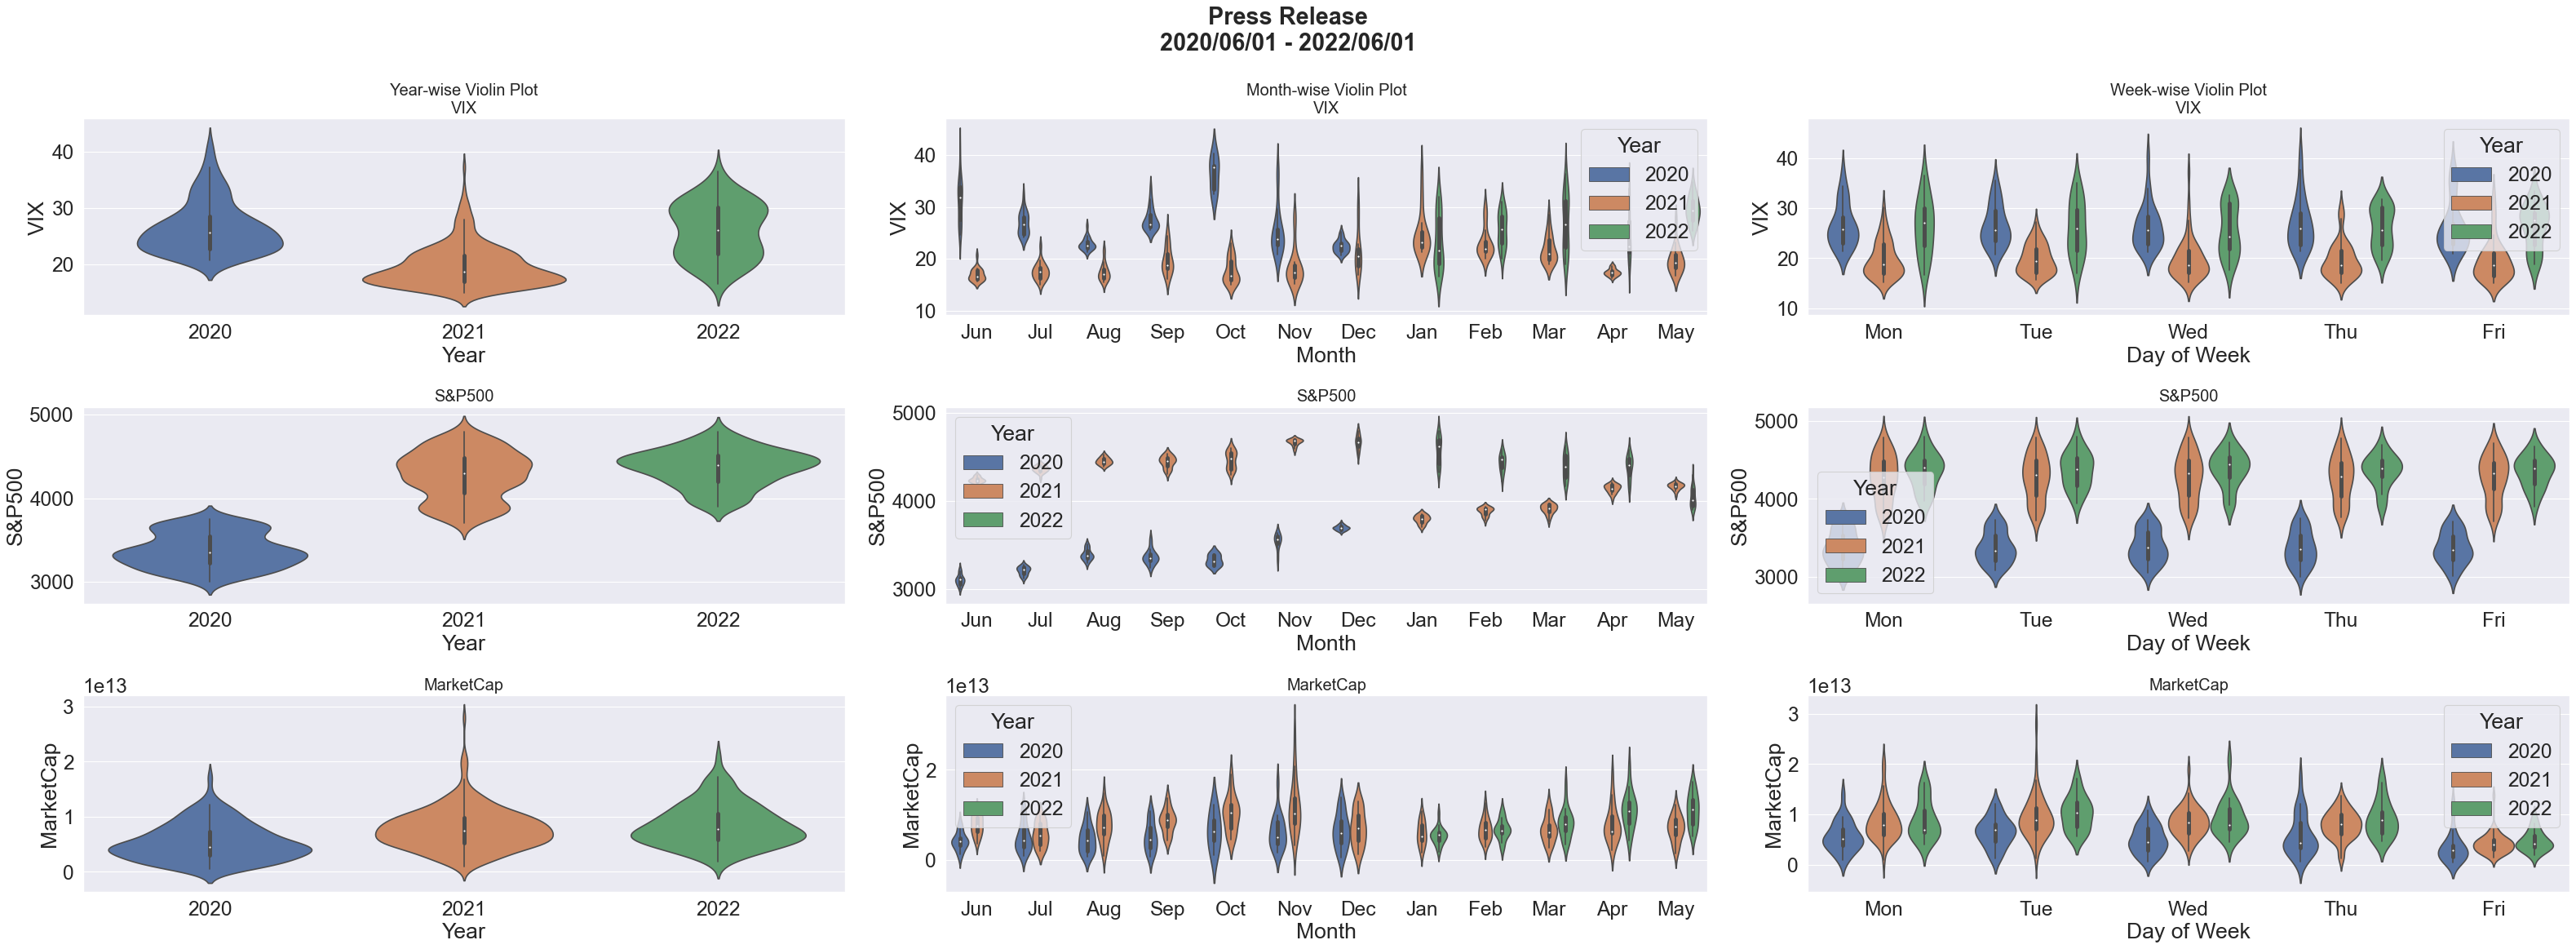 Press Release
2020/06/01 - 2022/06/01
Year-wise Violin Plot
VIX
VIX
40
30
20
2020 2021 2022
Year
Month-wise Violin Plot
VIX
VIX
40
30
20
10
Year
2020
2021
2022
Jun Jul Aug Sep Oct Nov Dec Jan Feb Mar Apr May
Month
Week-wise Violin Plot
VIX
VIX
40
30
20
10
Year
2020
2021
2022
Mon Tue Wed Thu Fri
Day of Week
S&P500
S&P500
5000
4000
3000
2020 2021 2022
Year
S&P500
S&P500
5000
4000
3000
Year
2020
2021
2022
Jun Jul Aug Sep Oct Nov Dec Jan Feb Mar Apr May
Month
S&P500
S&P500
5000
4000
3000
Year
2020
2021
2022
Mon Tue Wed Thu Fri
Day of Week
1e13
MarketCap
MarketCap
3
2
1
0
2020 2021 2022
Year
1e13
MarketCap
MarketCap
2
0
Year
2020
2021
2022
Jun Jul Aug Sep Oct Nov Dec Jan Feb Mar Apr May
Month
1e13
MarketCap
MarketCap
3
2
1
0
Year
2020
2021
2022
Mon Tue Wed Thu Fri
Day of Week